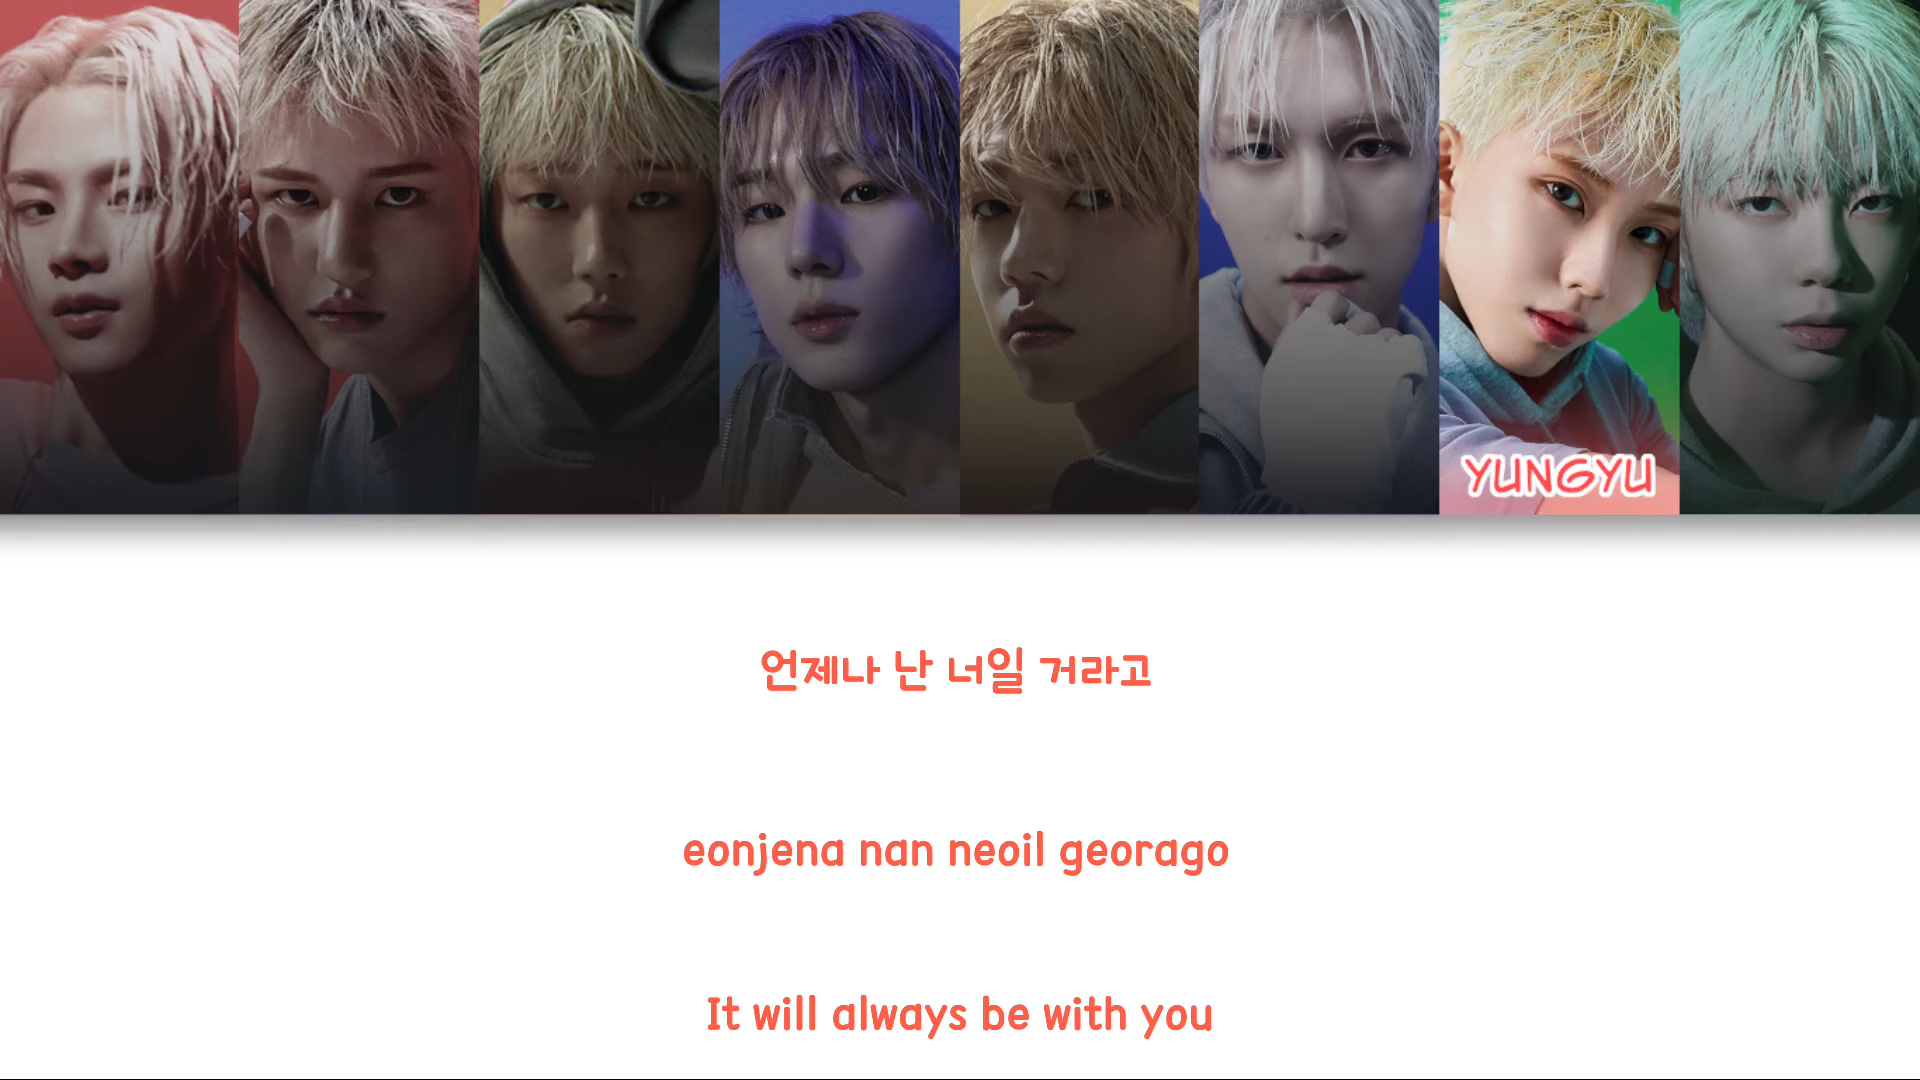 YUNGYU
언제나 난 너일 거라고
eonjena nan neoil georago
It will always be with you